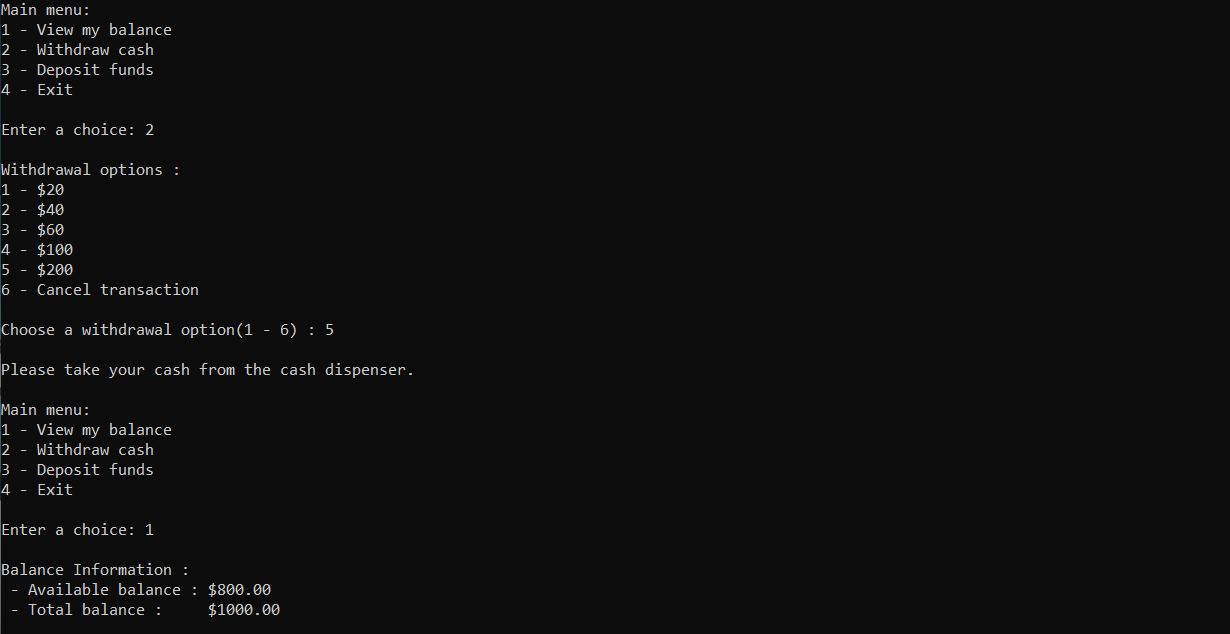 Main menu:
1 - View my balance
2 - Withdraw cash
3 - Deposit funds
4 - Exit
Enter a choice: 2
Withdrawal options :
1 - $20
2 - $40
3 - $60
4 - $100
5 - $200
6 - Cancel transaction
Choose a withdrawal option(1 - 6) : 5
Please take your cash from the cash dispenser.
Main menu:
1 - View my balance
2 - Withdraw cash
3 - Deposit funds
4 - Exit
Enter a choice: 1
Balance Information :
 - Available balance : $800.00
 - Total balance :     $1000.00